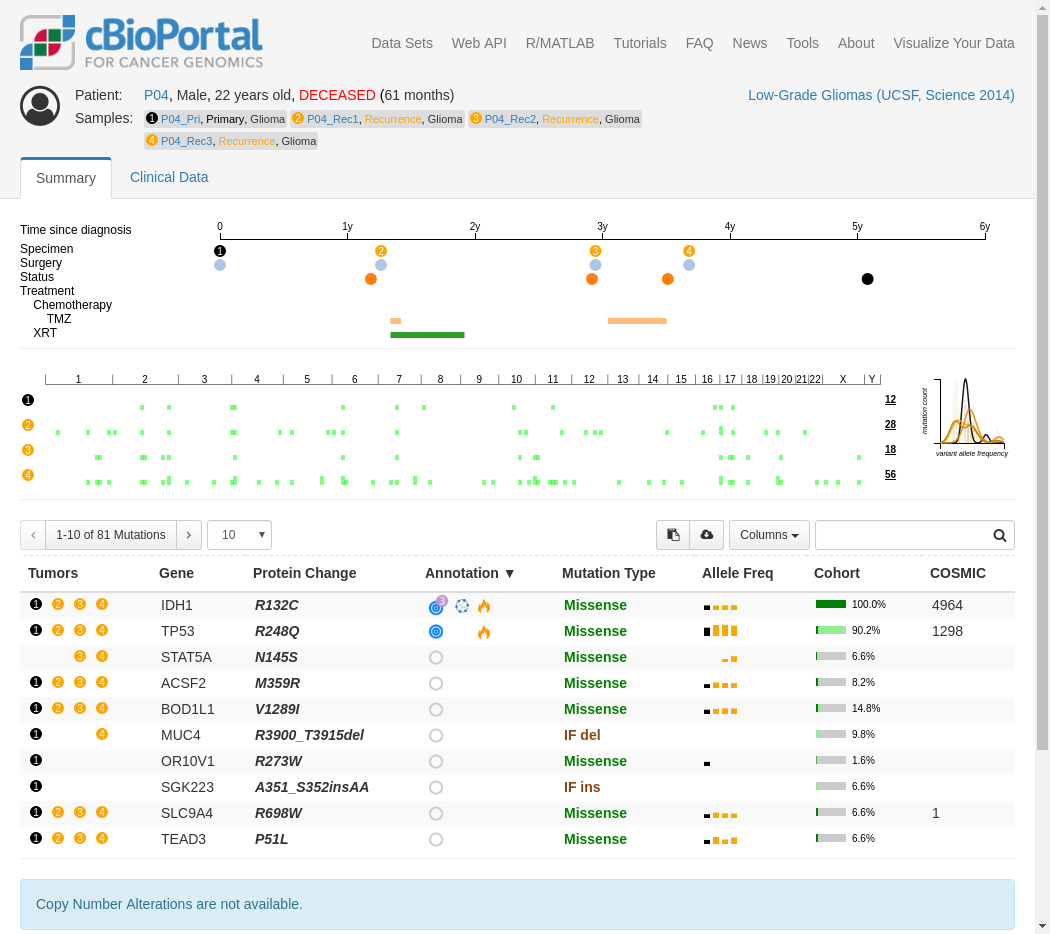 cBioPortal
FOR CANCER GENOMICS
Data Sets Web API R/MATLAB Tutorials FAQ News Tools About Visualize Your Data
Patient: P04, Male, 22 years old, DECEASED (61 months) Low-Grade Gliomas (UCSF, Science 2014)
Samples: 1 P04_Pri, Primary, Glioma 2 P04_Rec1, Recurrence, Glioma 3 P04_Rec2, Recurrence, Glioma
4 P04_Rec3, Recurrence, Glioma
Summary Clinical Data
Time since diagnosis 0 1y 2y 3y 4y 5y 6y
Specimen 1 2 3 4
Surgery
Status
Treatment
Chemotherapy
TMZ
XRT
1 2 3 4 5 6 7 8 9 10 11 12 13 14 15 16 17 18 19 20 21 22 X Y
1 12
2 28
3 18
4 56
mutation count
variant allele frequency
‹ 1-10 of 81 Mutations › 10 ▼ Columns
Tumors Gene Protein Change Annotation ▼ Mutation Type Allele Freq Cohort COSMIC
1 2 3 4 IDH1 R132C 3 Missense 100.0% 4964
1 2 3 4 TP53 R248Q Missense 90.2% 1298
3 4 STAT5A N145S Missense 6.6%
1 2 3 4 ACSF2 M359R Missense 8.2%
1 2 3 4 BOD1L1 V1289I Missense 14.8%
1 4 MUC4 R3900_T3915del IF del 9.8%
1 OR10V1 R273W Missense 1.6%
1 SGK223 A351_S352insAA IF ins 6.6%
1 2 3 4 SLC9A4 R698W Missense 6.6% 1
1 2 3 4 TEAD3 P51L Missense 6.6%
Copy Number Alterations are not available.